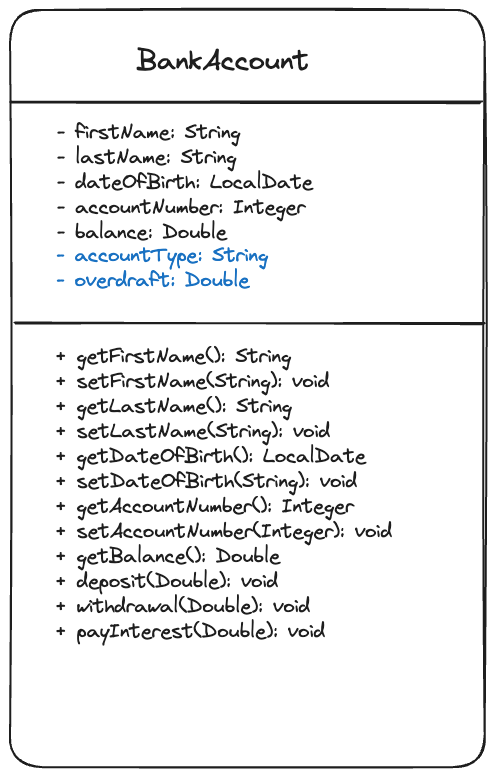 BankAccount
- firstName: String
- lastName: String
- dateOfBirth: LocalDate
- accountNumber: Integer
- balance: Double
- accountType: String
- overdraft: Double
+ getFirstName(): String
+ setFirstName(String): void
+ getLastName(): String
+ setLastName(String): void
+ getDateOfBirth(): LocalDate
+ setDateOfBirth(String): void
+ getAccountNumber(): Integer
+ setAccountNumber(Integer): void
+ getBalance(): Double
+ deposit(Double): void
+ withdrawal(Double): void
+ payInterest(Double): void